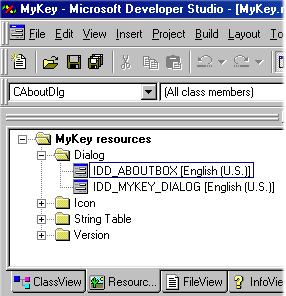 MyKey - Microsoft Developer Studio - [MyKey.r
File Edit View Insert Project Build Layout To
CAboutDlg (All class members)
MyKey resources
Dialog
IDD_ABOUTBOX [English (U.S.)]
IDD_MYKEY_DIALOG [English (U.S.)]
Icon
String Table
Version
ClassView Resourc... FileView InfoView